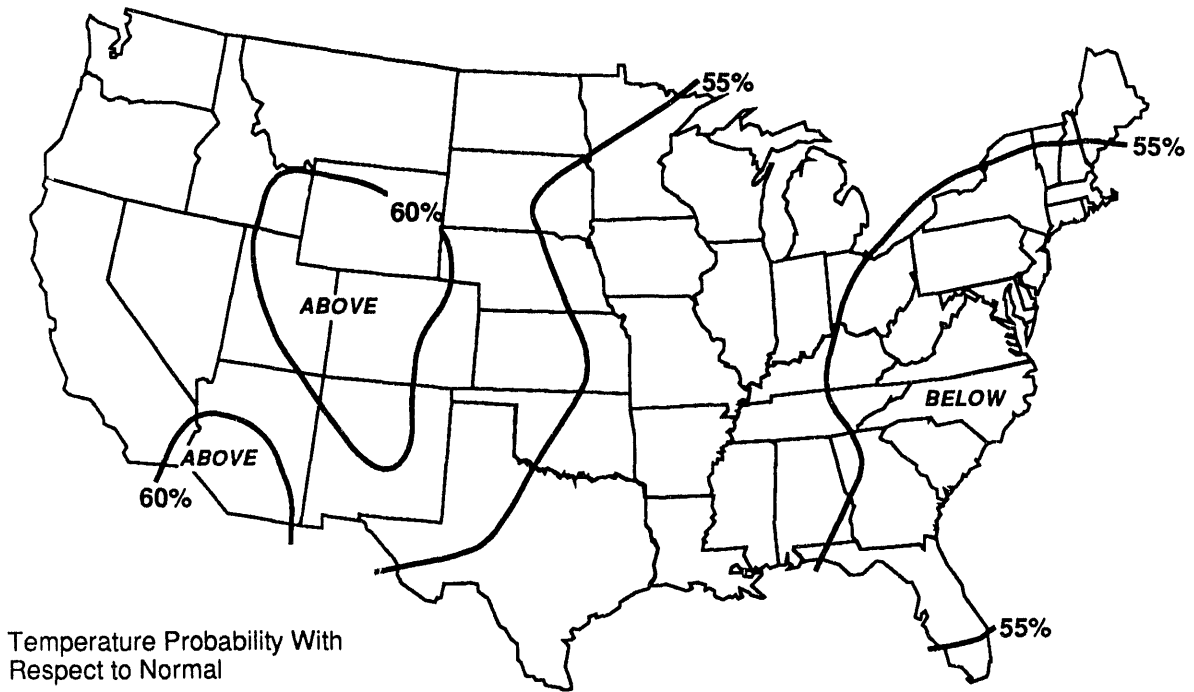 55%
55%
60%
ABOVE
BELOW
ABOVE
60%
55%
Temperature Probability With
Respect to Normal